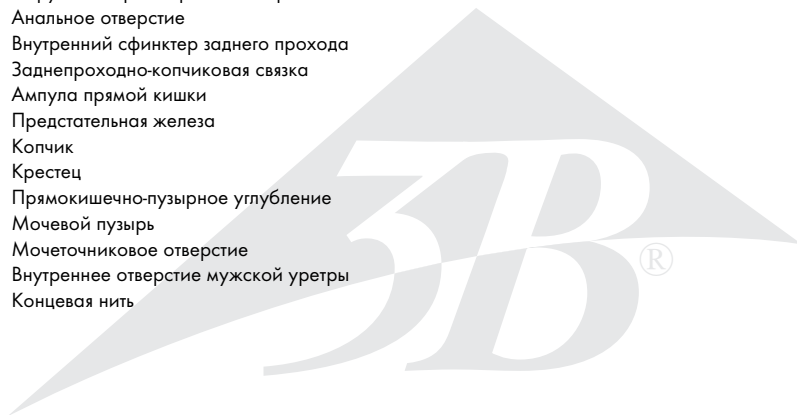 Анальное отверстие
Внутренний сфинктер заднего прохода
Заднепроходно-копчиковая связка
Ампула прямой кишки
Предстательная железа
Копчик
Крестец
Прямокишечно-пузырное углубление
Мочевой пузырь
Мочеточниковое отверстие
Внутреннее отверстие мужской уретры
Концевая нить
3B®